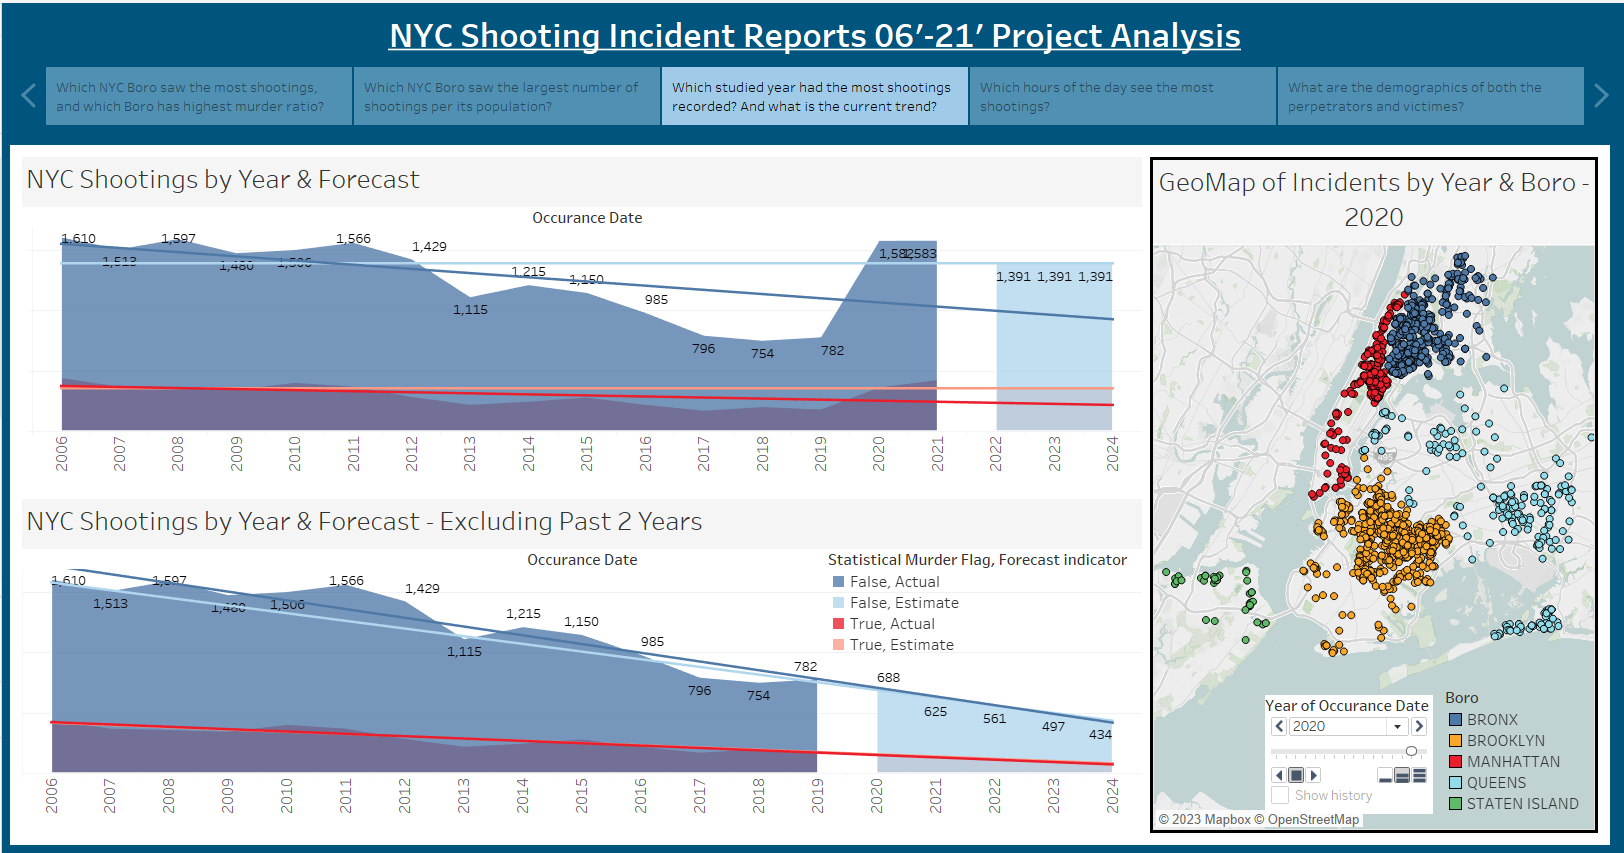 NYC Shooting Incident Reports 06'-21' Project Analysis
Which NYC Boro saw the most shootings,
and which Boro has highest murder ratio?
Which NYC Boro saw the largest number of
shootings per its population?
Which studied year had the most shootings
recorded? And what is the current trend?
Which hours of the day see the most
shootings?
What are the demographics of both the
perpetrators and victimes?
NYC Shootings by Year & Forecast
Occurance Date
1,610
1,513
1,597
1,480
1,506
1,566
1,429
1,115
1,215
1,150
985
796
754
782
1,582
1,583
1,391 1,391 1,391
2006 2007 2008 2009 2010 2011 2012 2013 2014 2015 2016 2017 2018 2019 2020 2021 2022 2023 2024
NYC Shootings by Year & Forecast - Excluding Past 2 Years
Occurance Date
Statistical Murder Flag, Forecast indicator
False, Actual
False, Estimate
True, Actual
True, Estimate
1,610
1,513
1,597
1,480
1,506
1,566
1,429
1,115
1,215
1,150
985
796
754
782
688
625
561
497
434
2006 2007 2008 2009 2010 2011 2012 2013 2014 2015 2016 2017 2018 2019 2020 2021 2022 2023 2024
GeoMap of Incidents by Year & Boro -
2020
495
Year of Occurance Date
2020
Show history
Boro
BRONX
BROOKLYN
MANHATTAN
QUEENS
STATEN ISLAND
© 2023 Mapbox © OpenStreetMap